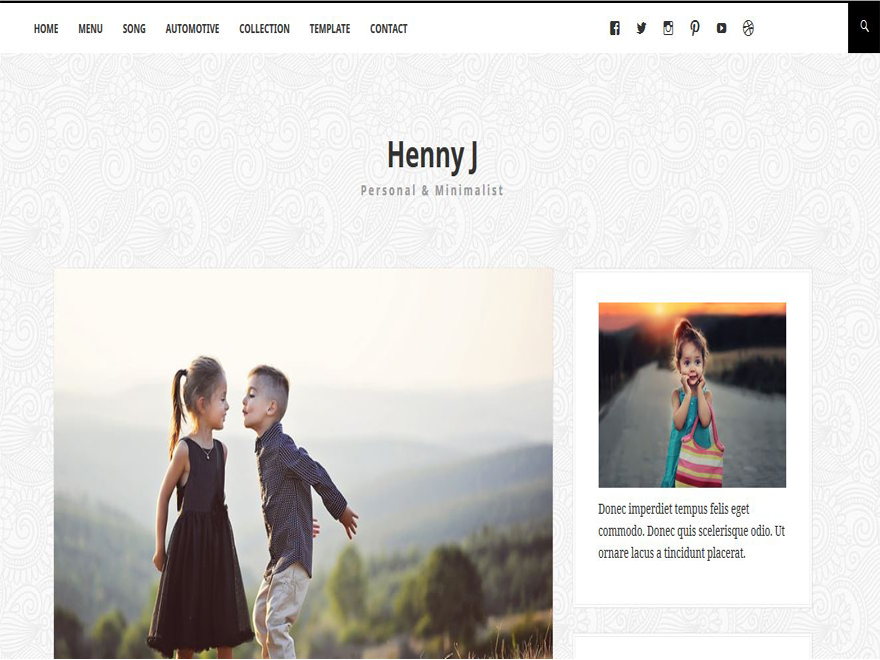 HOME MENU SONG AUTOMOTIVE COLLECTION TEMPLATE CONTACT
Henny J
Personal & Minimalist
Donec imperdiet tempus felis eget
commodo. Donec quis scelerisque odio. Ut
ornare lacus a tincidunt placerat.